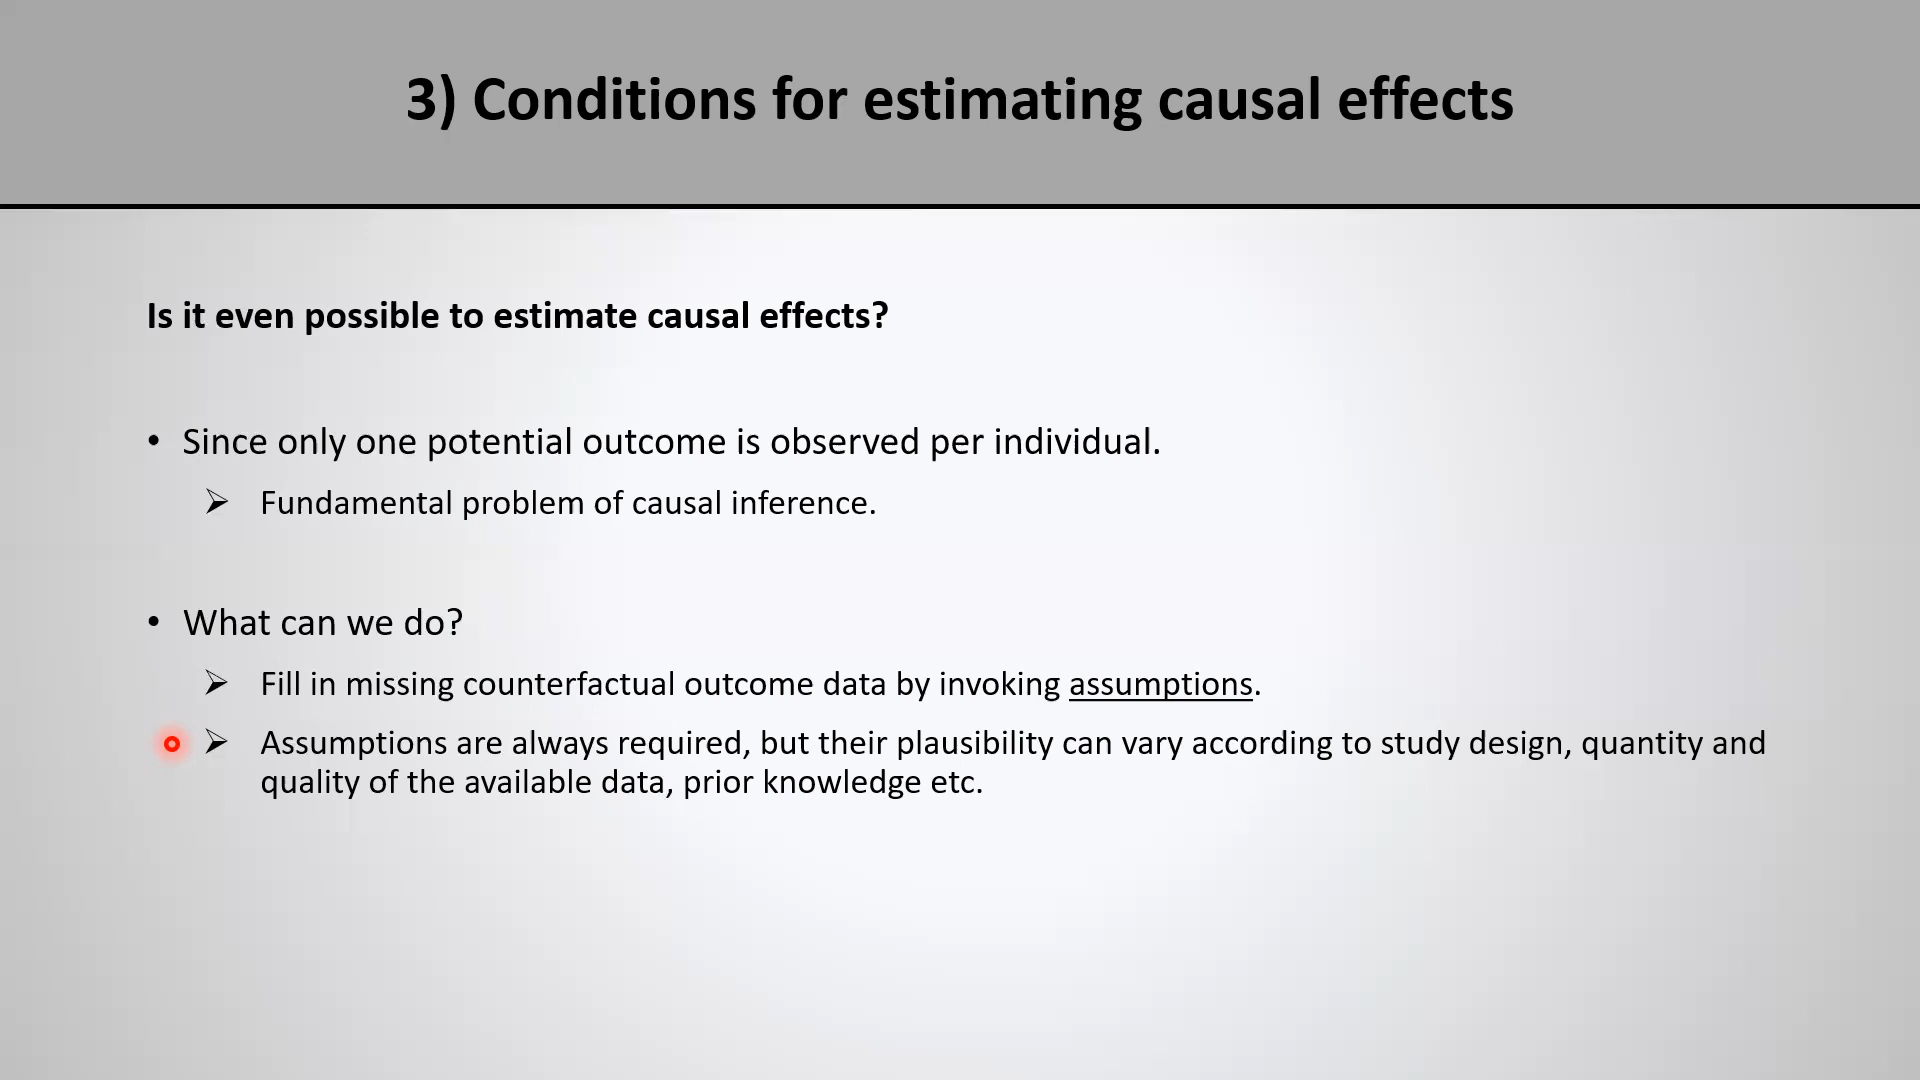 3) Conditions for estimating causal effects
Is it even possible to estimate causal effects?
• Since only one potential outcome is observed per individual.
➢ Fundamental problem of causal inference.
• What can we do?
➢ Fill in missing counterfactual outcome data by invoking assumptions.
➢ Assumptions are always required, but their plausibility can vary according to study design, quantity and
quality of the available data, prior knowledge etc.